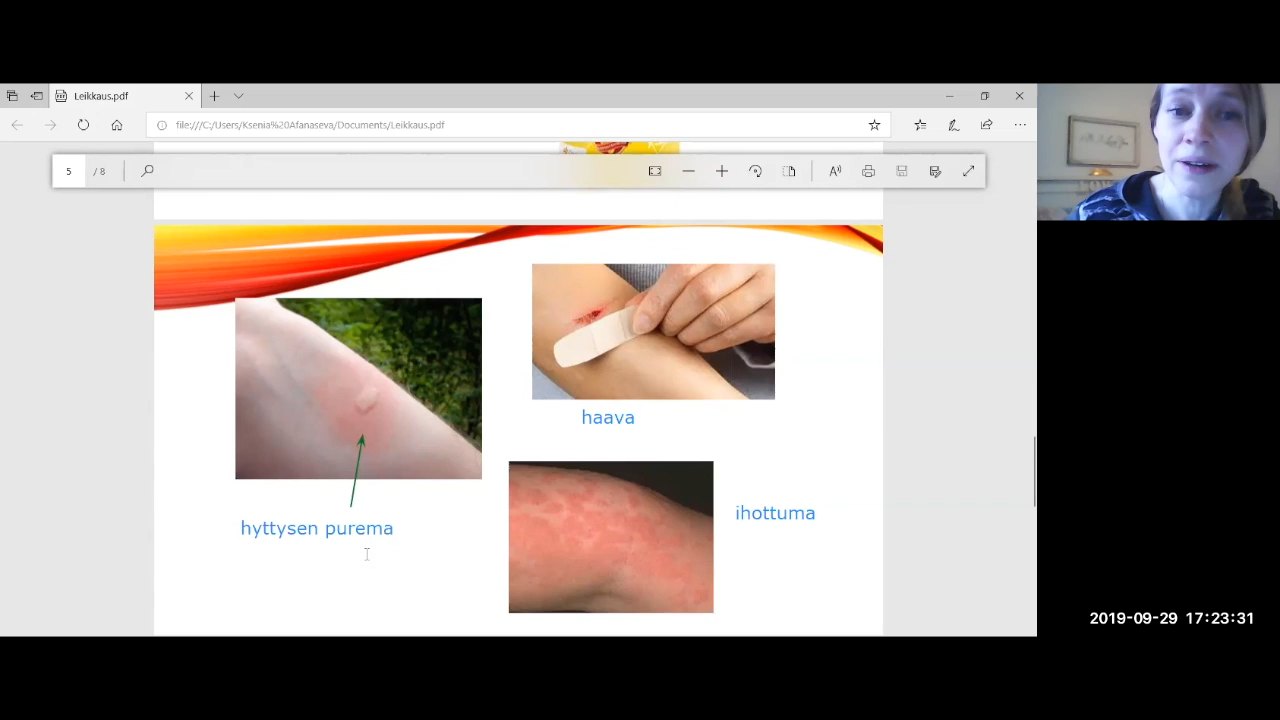 Leikkaus.pdf
file:///C:/Users/Ksenia%20Afanaseva/Documents/Leikkaus.pdf
5 / 8
haava
ihottuma
hyttysen purema
2019-09-29 17:23:31